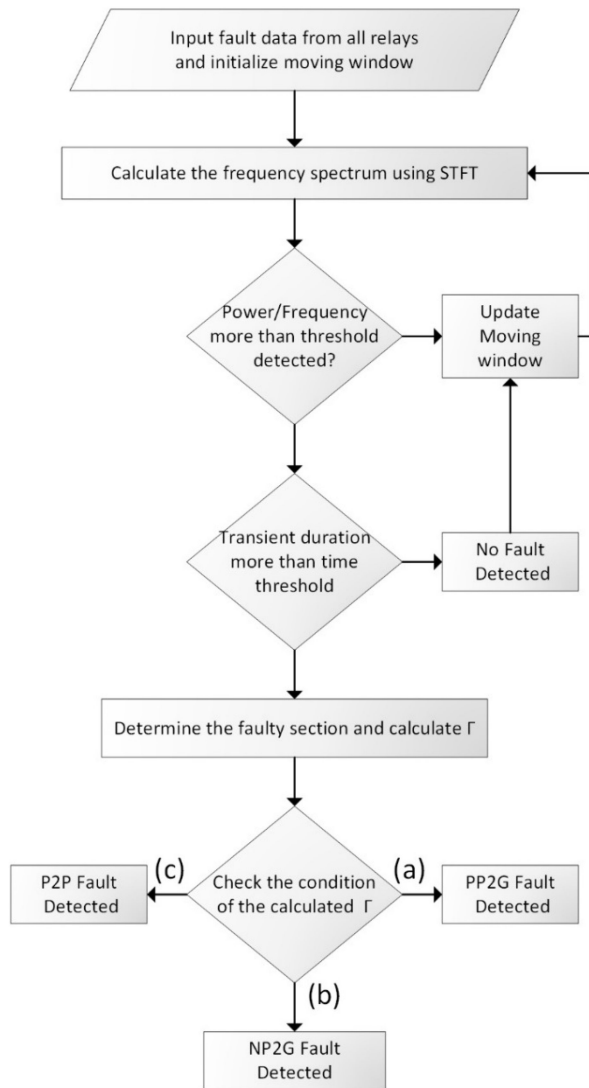 Input fault data from all relays
and initialize moving window
Calculate the frequency spectrum using STFT
Power/Frequency
more than threshold
detected?
Update
Moving
window
Transient duration
more than time
threshold
No Fault
Detected
Determine the faulty section and calculate Γ
(c)
(a)
P2P Fault
Detected
Check the condition
of the calculated Γ
PP2G Fault
Detected
(b)
NP2G Fault
Detected